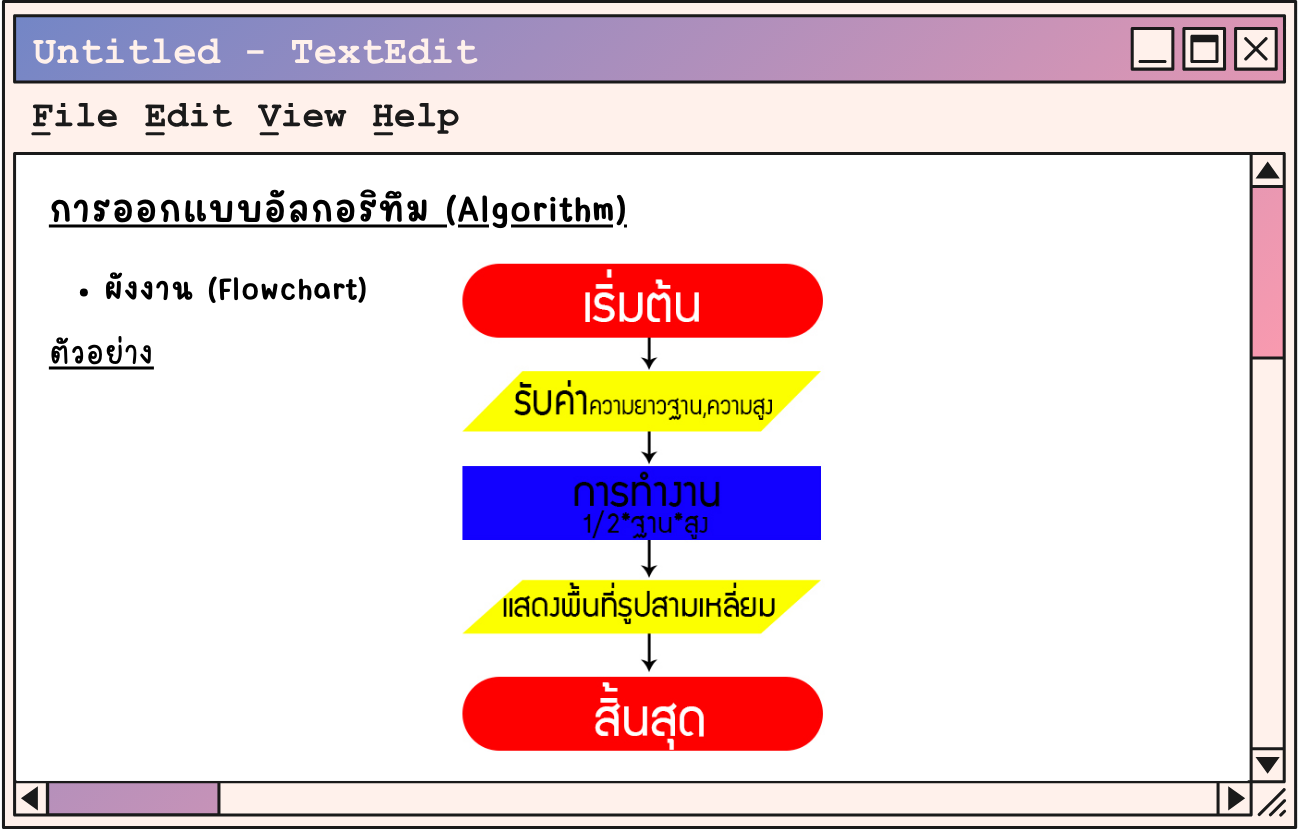 Untitled - TextEdit
File Edit View Help
การออกแบบอัลกอริทึม (Algorithm)
• ผังงาน (Flowchart)
ตัวอย่าง
เริ่มต้น
รับค่าความยาวฐาน,ความสูง
การทำงาน
1/2*ฐาน*สูง
แสดงพื้นที่รูปสามเหลี่ยม
สิ้นสุด